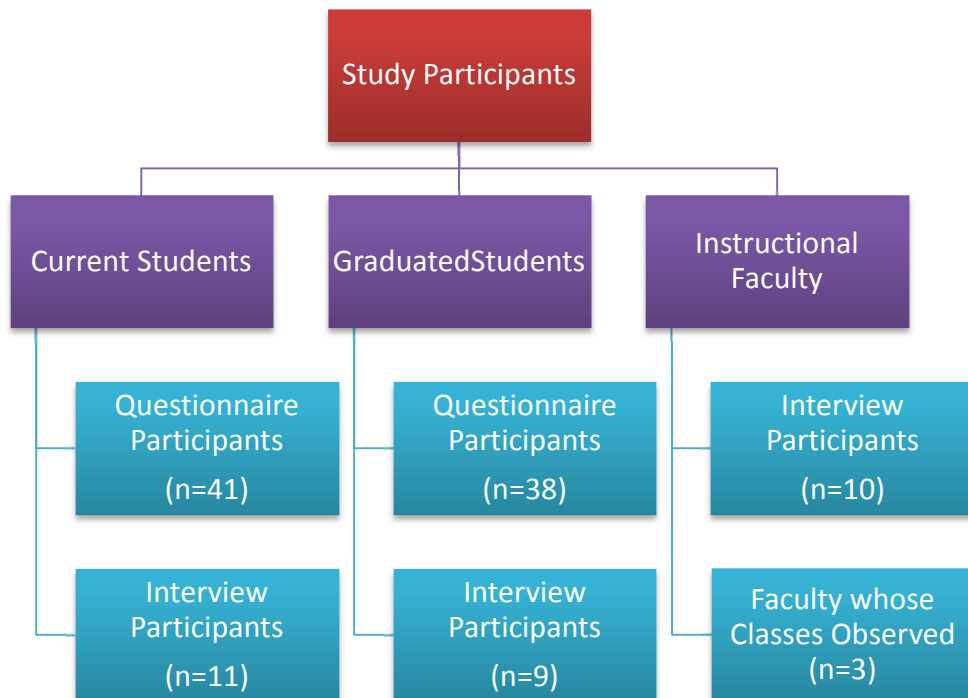 Study Participants
Current Students
GraduatedStudents
Instructional
Faculty
Questionnaire
Participants
(n=41)
Questionnaire
Participants
(n=38)
Interview
Participants
(n=10)
Interview
Participants
(n=11)
Interview
Participants
(n=9)
Faculty whose
Classes Observed
(n=3)